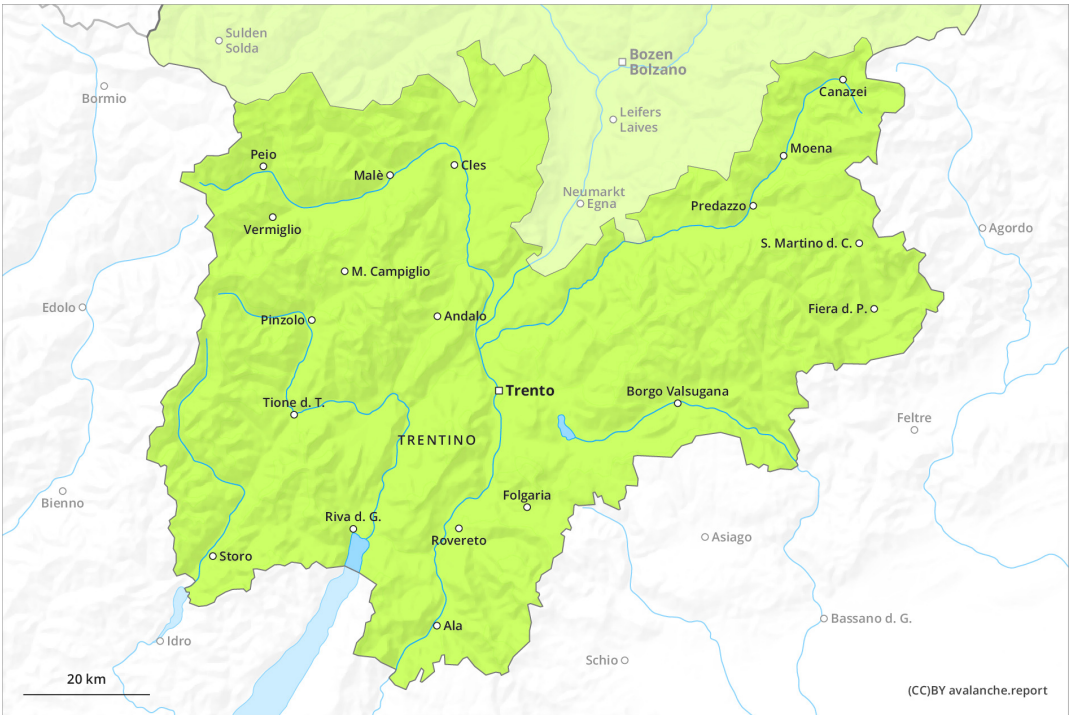 Sulden
Solda
Bozen
Bolzano
Bormio
Canazei
Leifers
Laives
Moena
Peio
Malè
Cles
Neumarkt
Egna
Predazzo
Vermiglio
S. Martino d. C.
Agordo
M. Campiglio
Edolo
Pinzolo
Andalo
Fiera d. P.
Trento
Borgo Valsugana
Tione d. T.
Feltre
TRENTINO
Bienno
Folgaria
Riva d. G.
Rovereto
Asiago
Storo
Bassano d. G.
Ala
Idro
Schio
20 km
(CC)BY avalanche.report